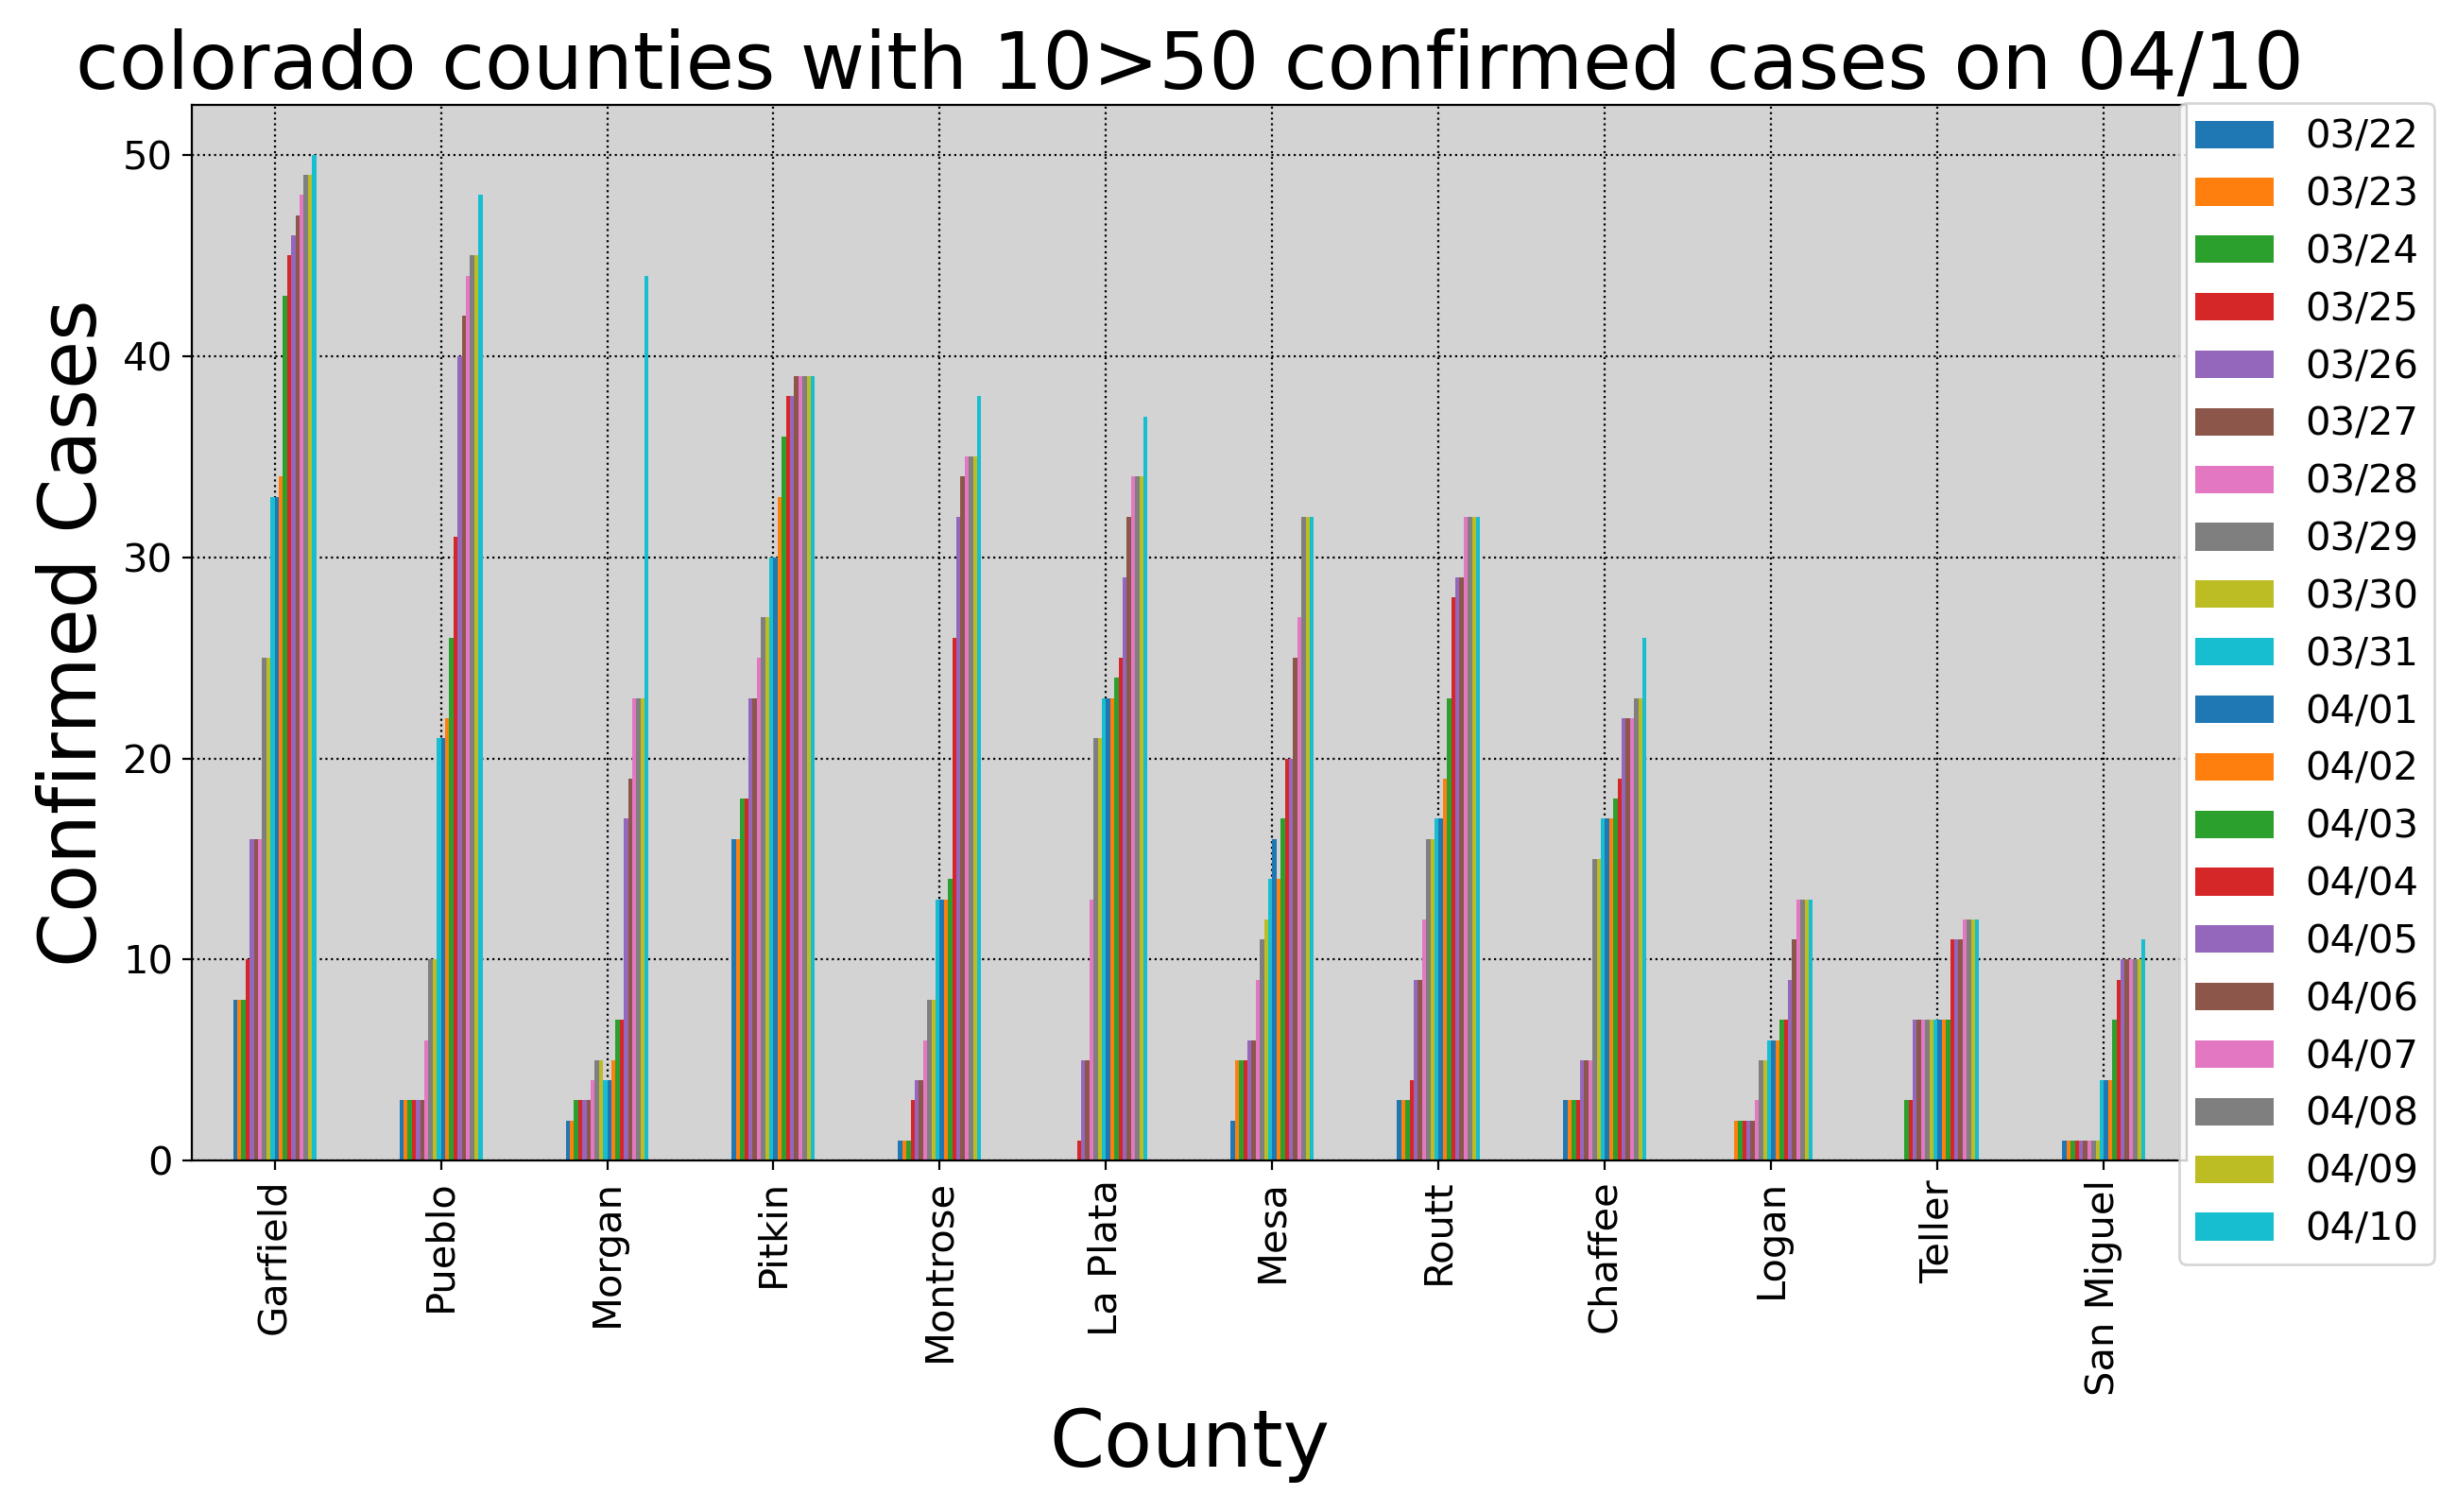 colorado counties with 10>50 confirmed cases on 04/10
Confirmed Cases
50
40
30
20
10
0
Garfield
Pueblo
Morgan
Pitkin
Montrose
La Plata
Mesa
Routt
Chaffee
Logan
Teller
San Miguel
County
03/22
03/23
03/24
03/25
03/26
03/27
03/28
03/29
03/30
03/31
04/01
04/02
04/03
04/04
04/05
04/06
04/07
04/08
04/09
04/10